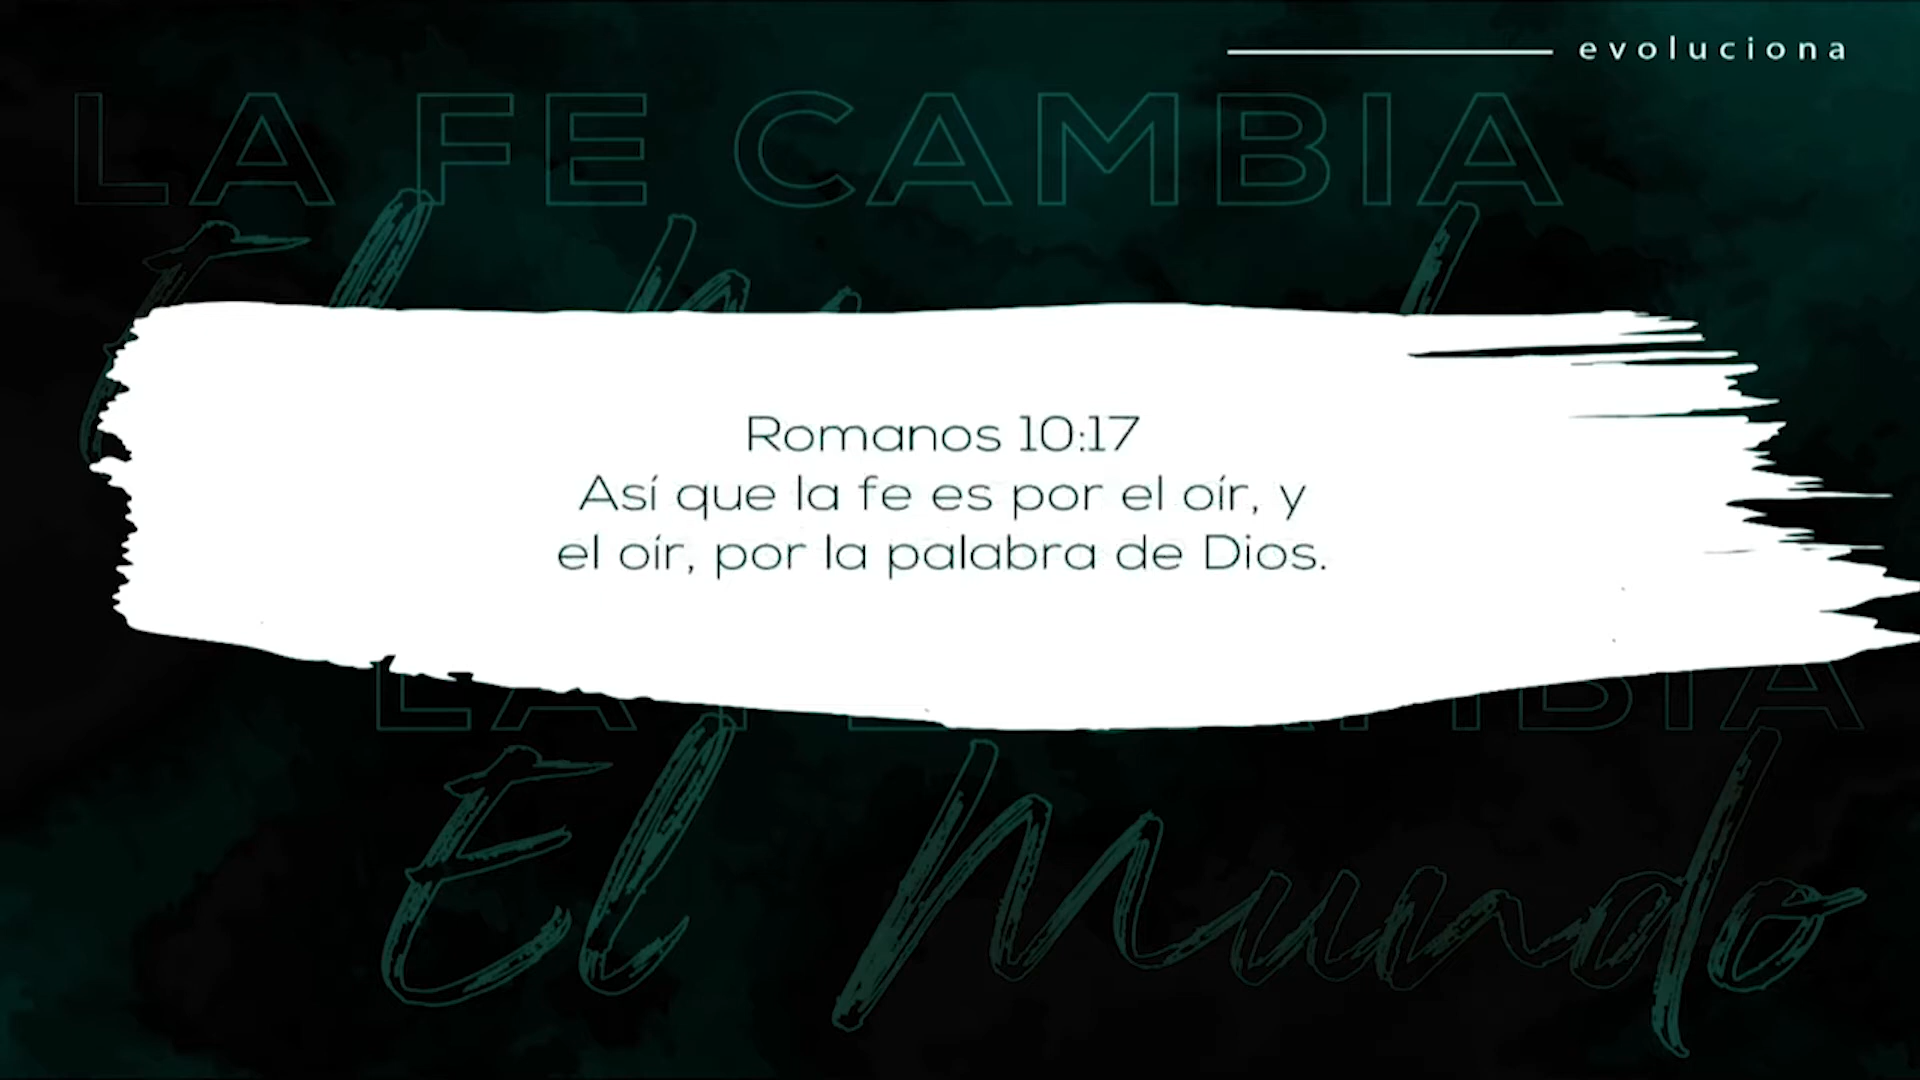 evoluciona
LA FE CAMBIA
Romanos 10:17
Así que la fe es por el oír, y
el oír, por la palabra de Dios.
El Mundo